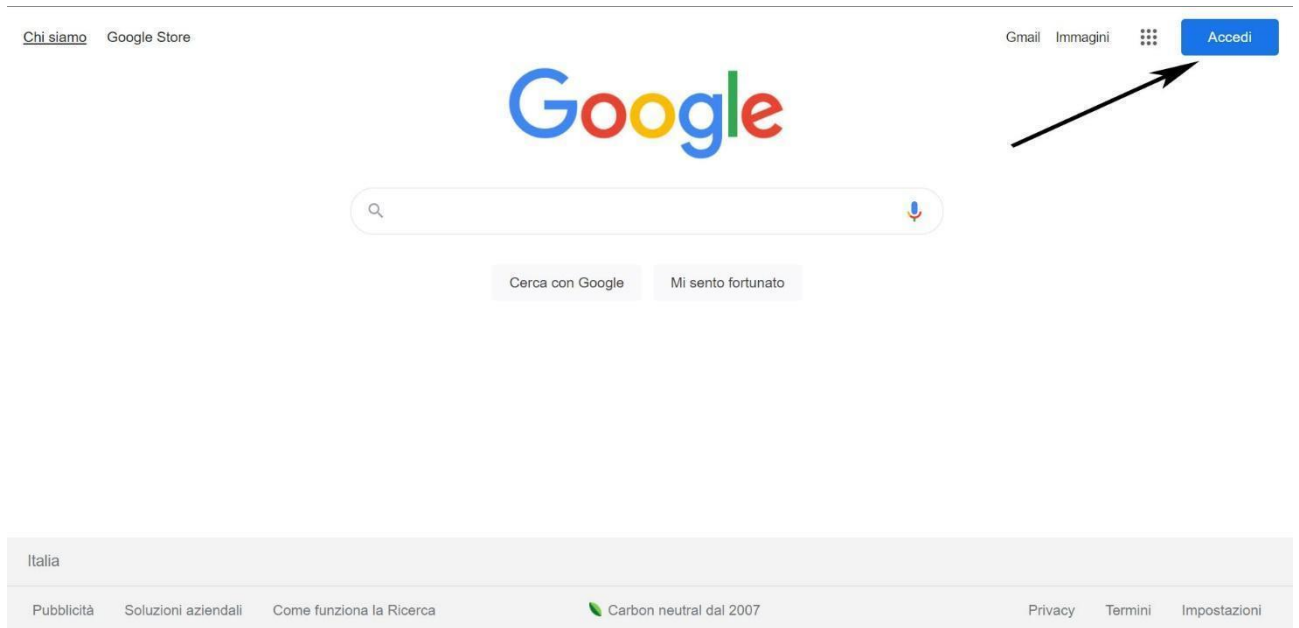 Chi siamo Google Store Gmail Immagini Accedi
Google
Cerca con Google Mi sento fortunato
Italia
Pubblicità Soluzioni aziendali Come funziona la Ricerca Carbon neutral dal 2007 Privacy Termini Impostazioni